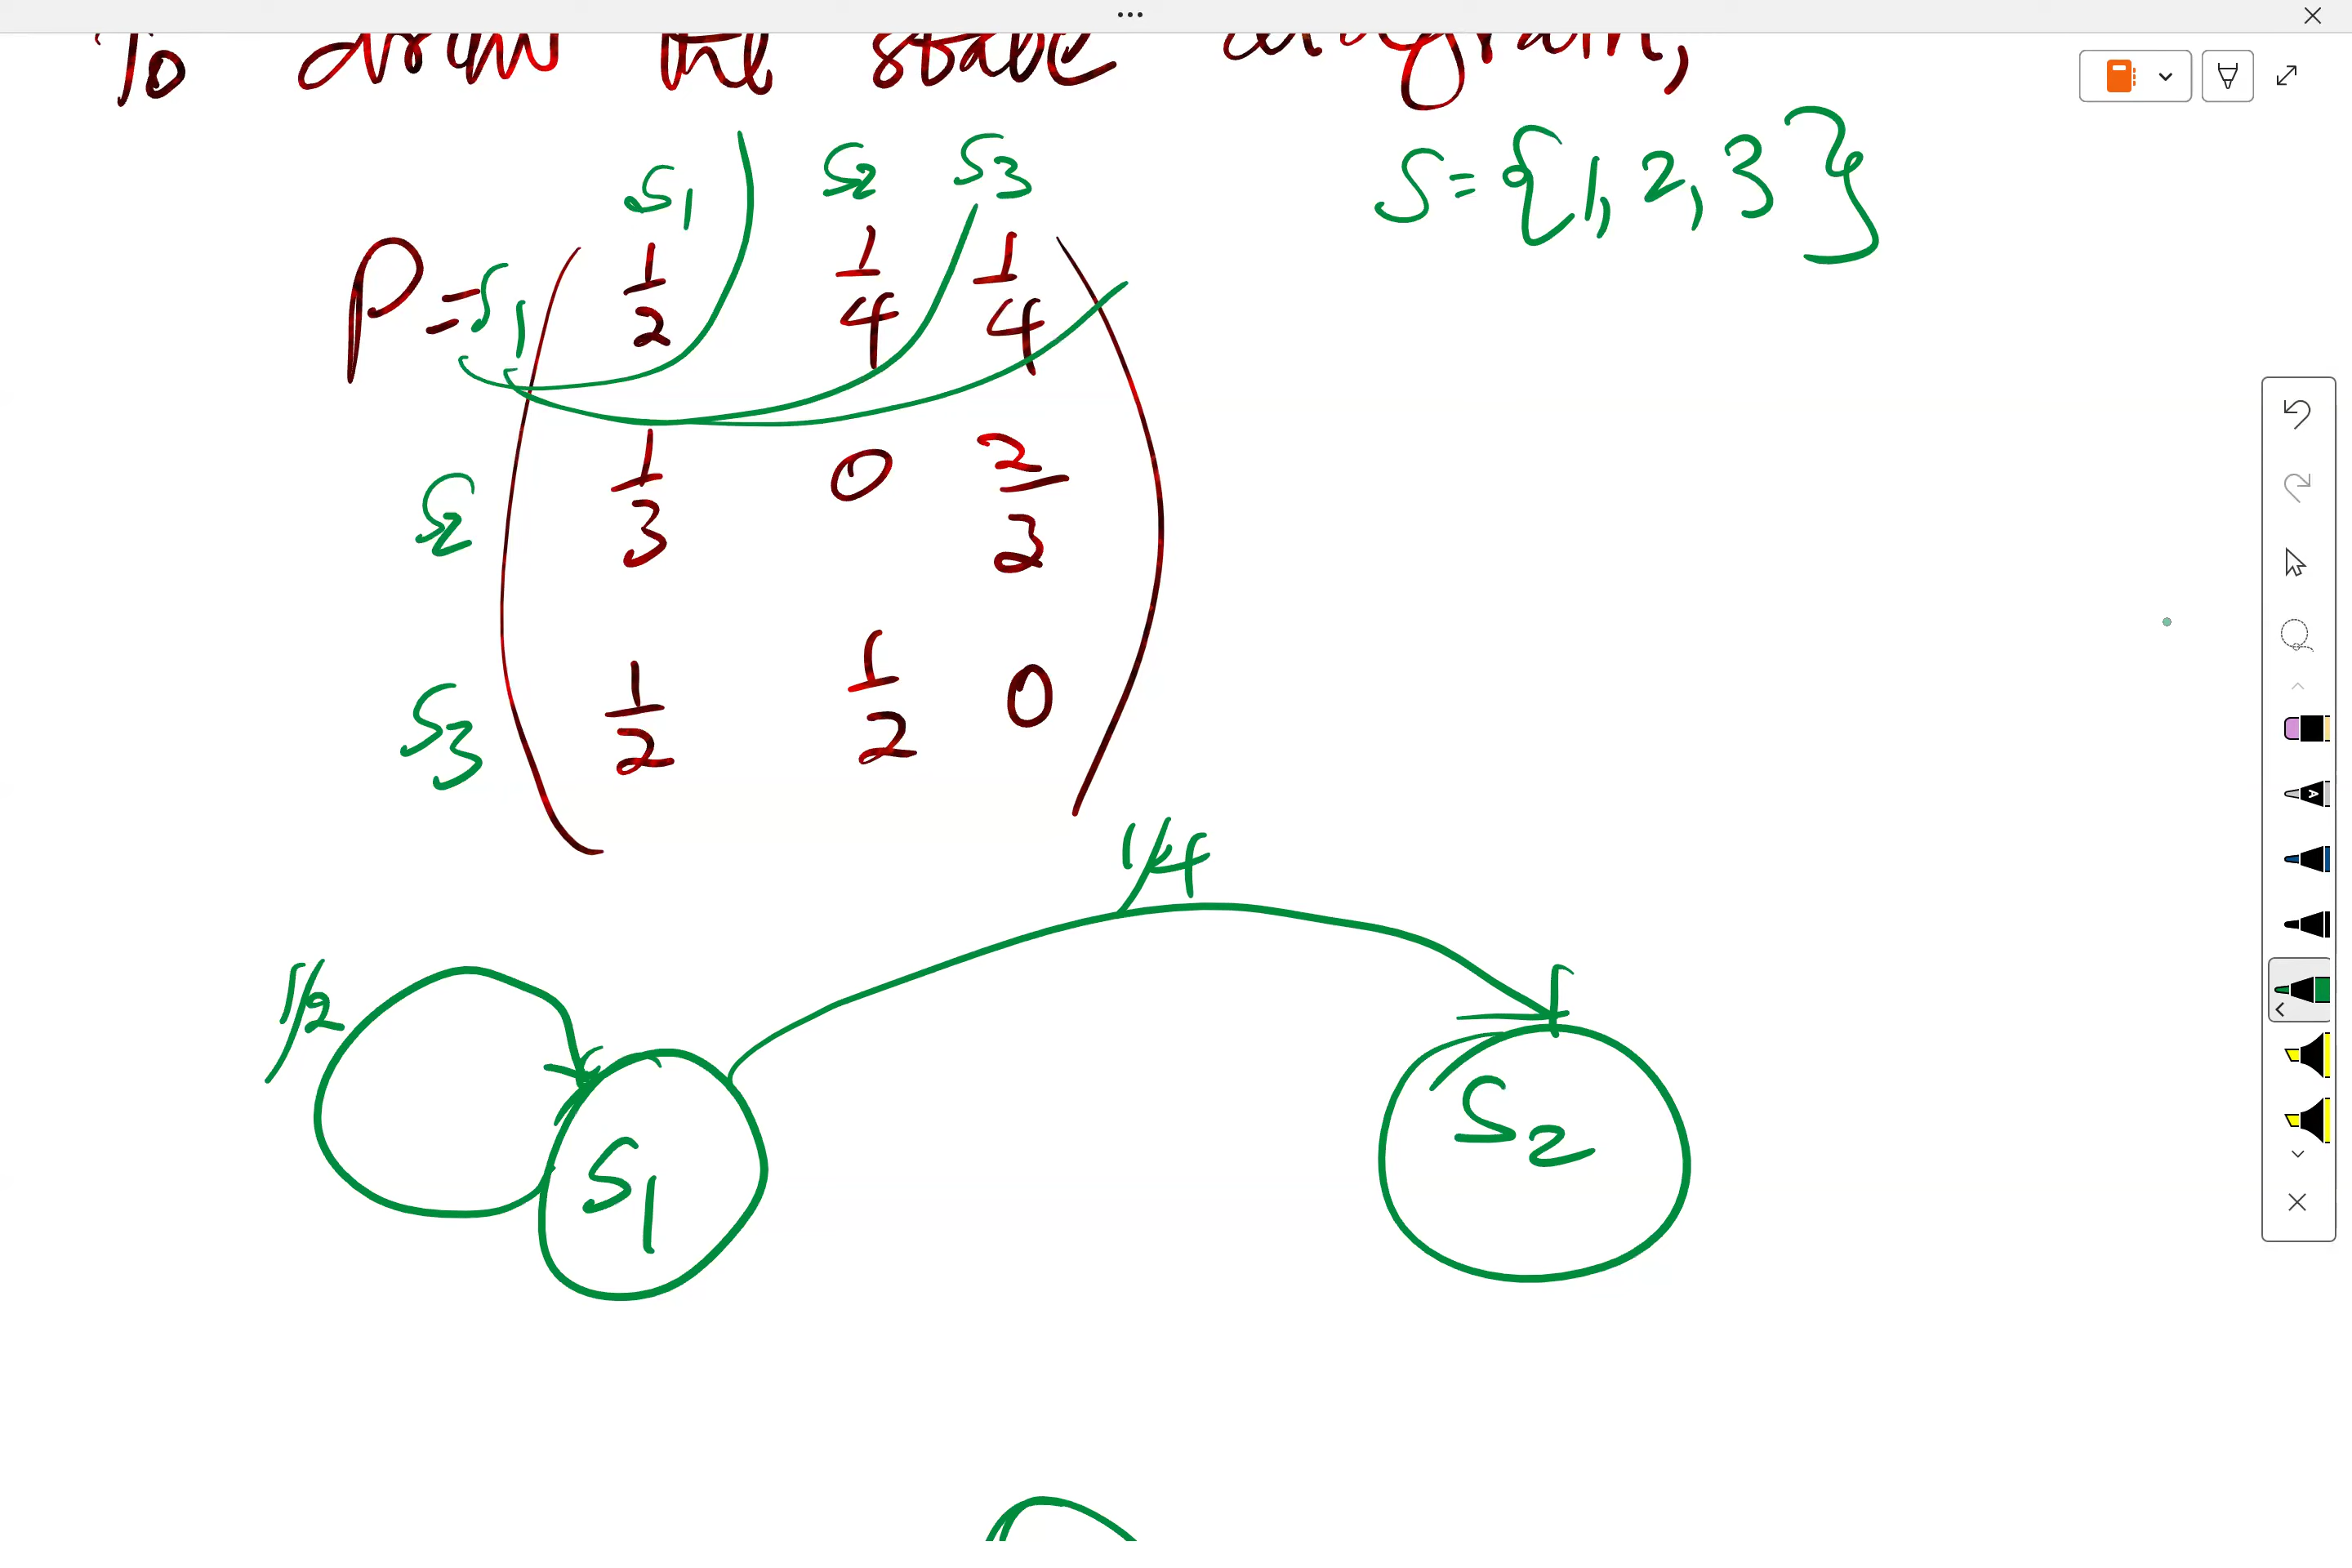 To draw the state diagram,
S = {1, 2, 3}
S1 S2 S3
P = S1 1/2 1/4 1/4
S2 1/3 0 2/3
S3 1/2 1/2 0
1/4
1/2
S1 S2